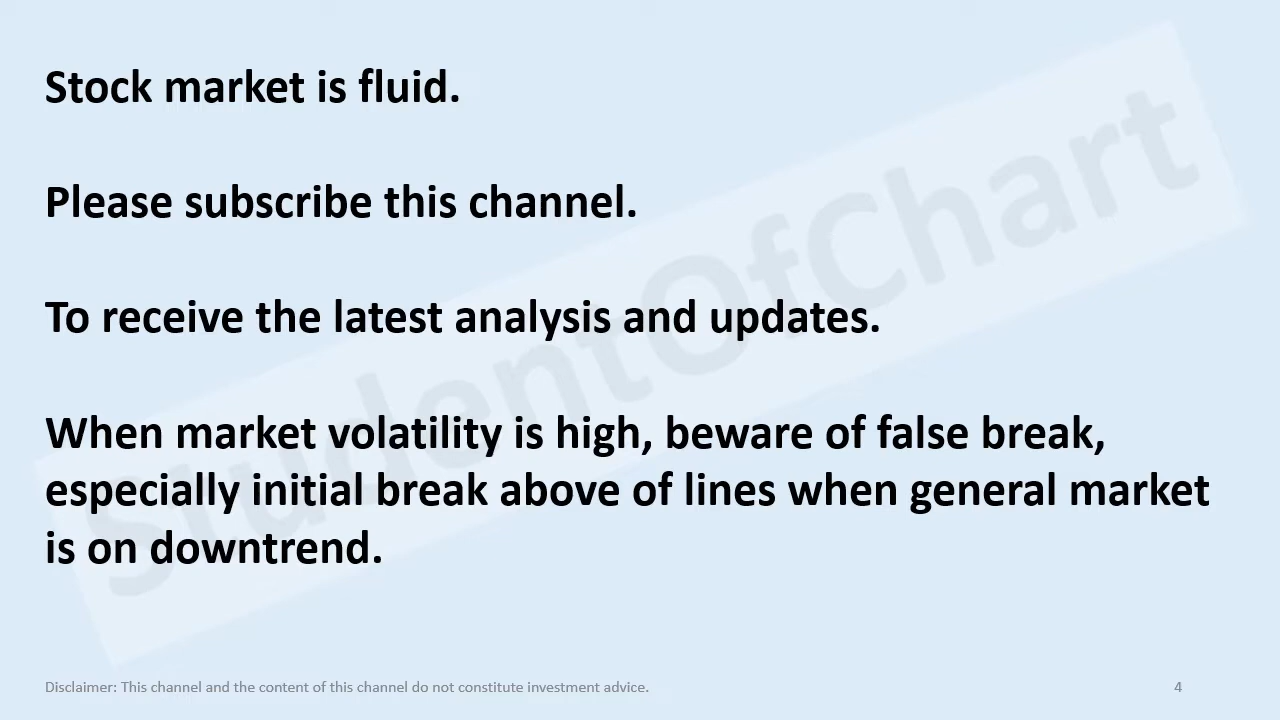 Stock market is fluid.
Please subscribe this channel.
To receive the latest analysis and updates.
When market volatility is high, beware of false break,
especially initial break above of lines when general market
is on downtrend.
StudentOfChart
Disclaimer: This channel and the content of this channel do not constitute investment advice.
4